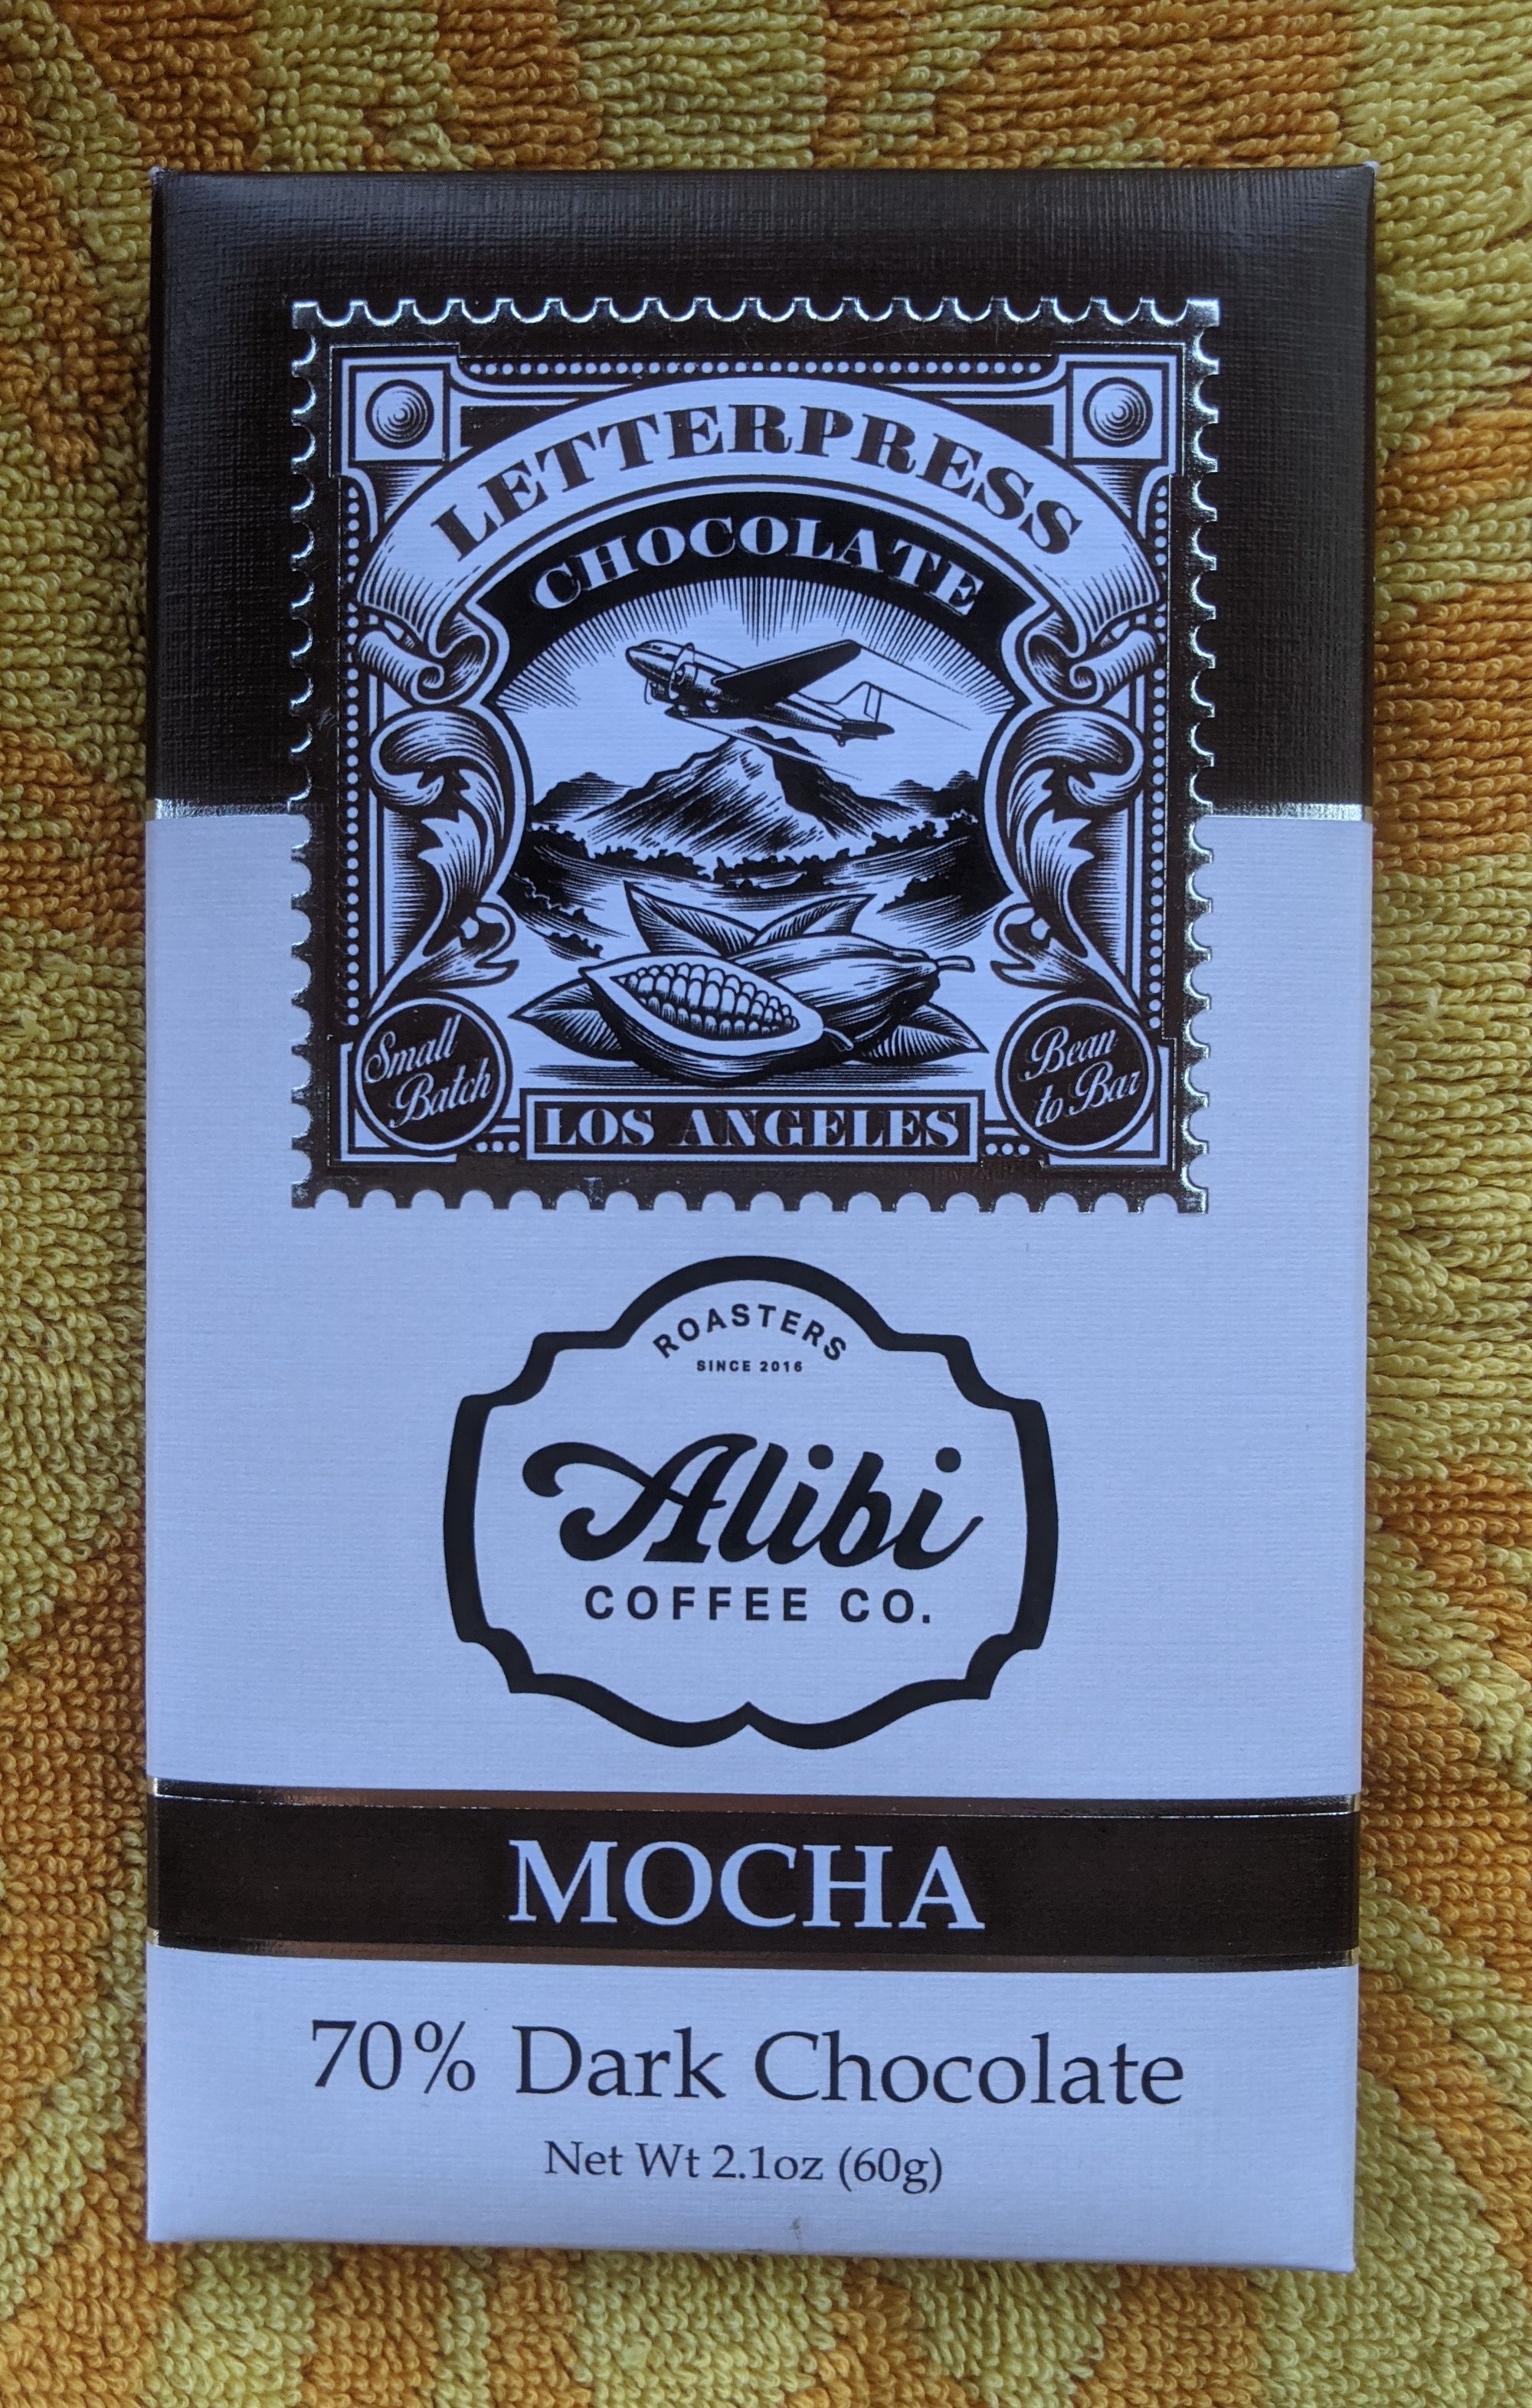 LETTERPRESS
CHOCOLATE
Small
Batch
Bean
to Bar
LOS ANGELES
ROASTERS
SINCE 2016
Alibi
COFFEE CO.
MOCHA
70% Dark Chocolate
Net Wt 2.1oz (60g)